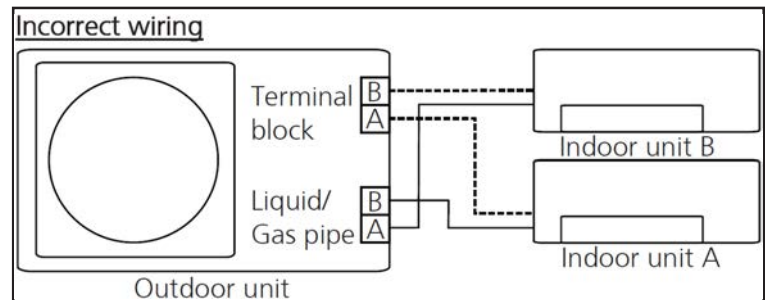 Incorrect wiring
Terminal
block
B
A
Liquid/
Gas pipe
B
A
Outdoor unit
Indoor unit B
Indoor unit A